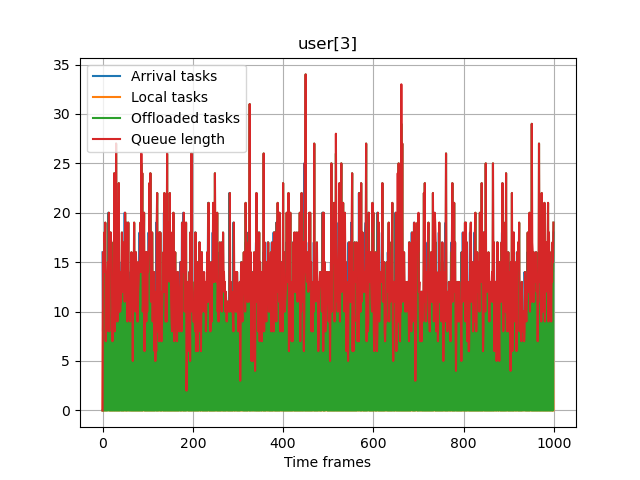 user[3]
Arrival tasks
Local tasks
Offloaded tasks
Queue length
35
30
25
20
15
10
5
0
0 200 400 600 800 1000
Time frames